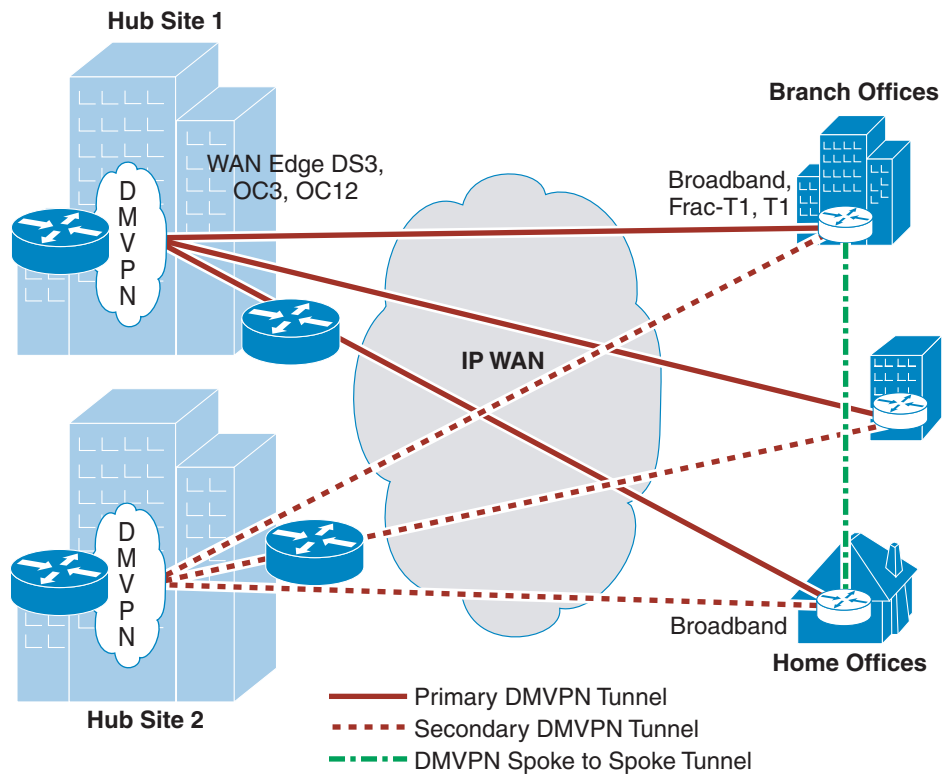 Hub Site 1
Branch Offices
WAN Edge DS3,
OC3, OC12
Broadband,
Frac-T1, T1
D
M
V
P
N
IP WAN
D
M
V
P
N
Broadband
Home Offices
Hub Site 2
Primary DMVPN Tunnel
Secondary DMVPN Tunnel
DMVPN Spoke to Spoke Tunnel